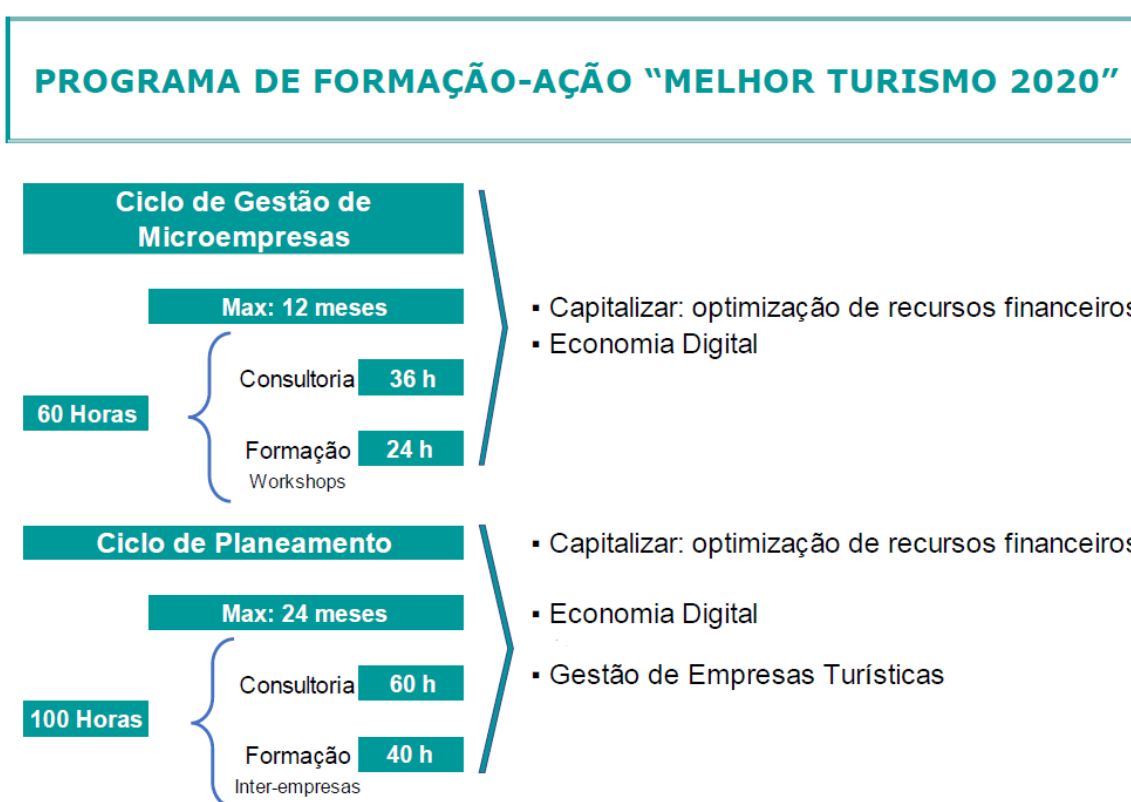 PROGRAMA DE FORMAÇÃO-AÇÃO “MELHOR TURISMO 2020”
Ciclo de Gestão de
Microempresas
Max: 12 meses
▪ Capitalizar: optimização de recursos financeiros
▪ Economia Digital
Consultoria 36 h
60 Horas
Formação 24 h
Workshops
Ciclo de Planeamento
▪ Capitalizar: optimização de recursos financeiros
Max: 24 meses
▪ Economia Digital
Consultoria 60 h
▪ Gestão de Empresas Turísticas
100 Horas
Formação 40 h
Inter-empresas